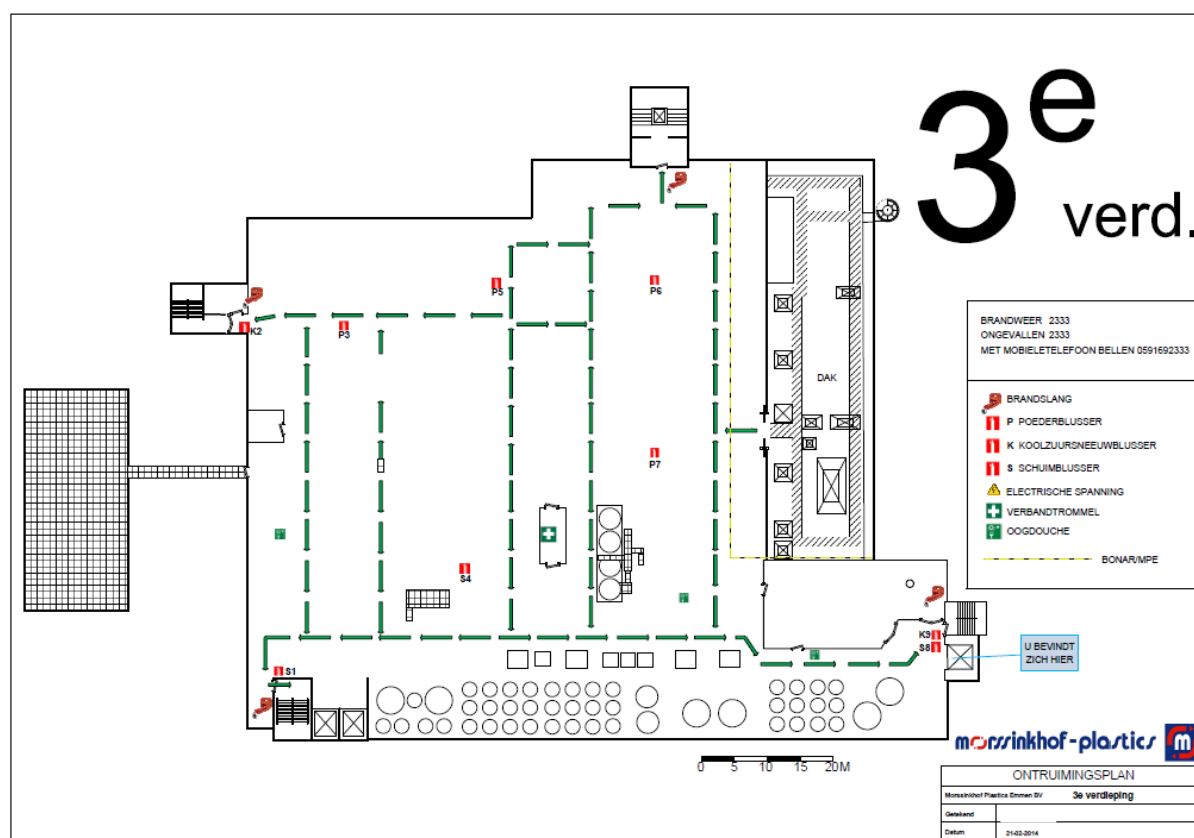 3e
verd.
BRANDWEER 2333
ONGEVALLEN 2333
MET MOBIELETELEFOON BELLEN 0591692333
BRANDSLANG
P POEDERBLUSSER
K KOOLZUURSNEEUWBLUSSER
S SCHUIMBLUSSER
ELECTRISCHE SPANNING
VERBANDTROMMEL
OOGDOUCHE
BONAR/MPE
P5
P6
K2
P3
DAK
P7
S4
K9
S8
U BEVINDT
ZICH HIER
S1
morssinkhof-plastics m
0 5 10 15 20M
ONTRUIMINGSPLAN
Morssinkhof Plastics Emmen BV 3e verdieping
Getekend
Datum 21-02-2014